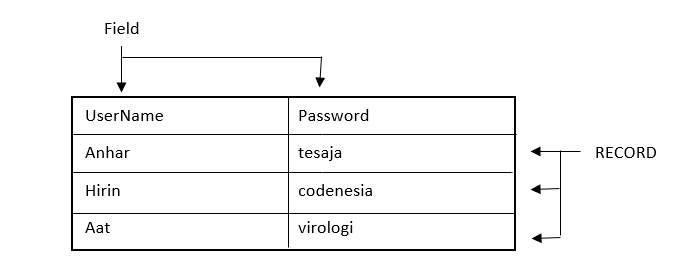 Field
UserName Password
Anhar tesaja
RECORD
Hirin codenesia
Aat virologi